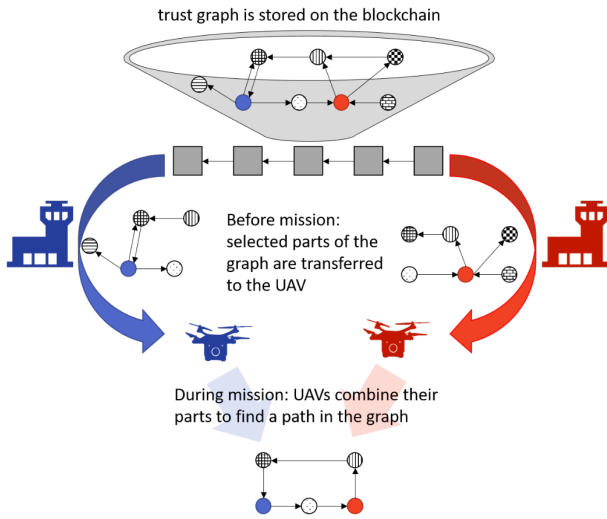 trust graph is stored on the blockchain
Before mission:
selected parts of the
graph are transferred
to the UAV
During mission: UAVs combine their
parts to find a path in the graph